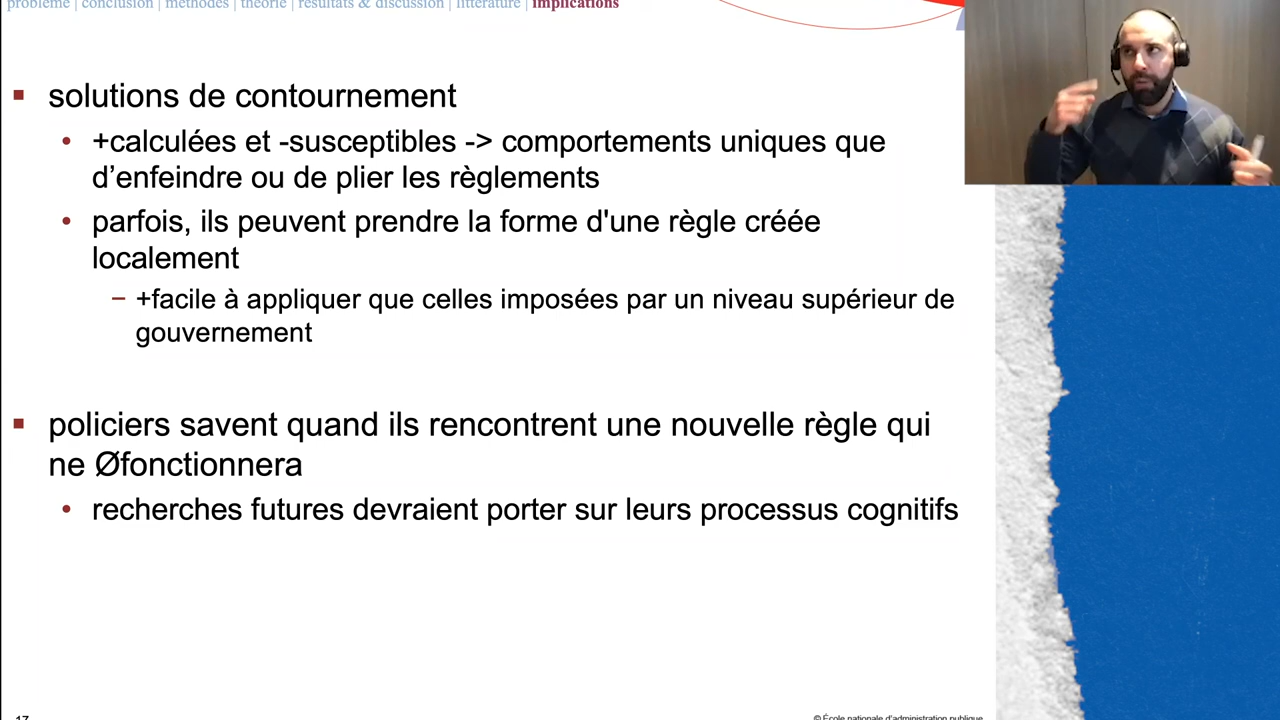 problème | conclusion | méthodes | théorie | résultats & discussion | littérature | implications
solutions de contournement
+calculées et -susceptibles -> comportements uniques que
d’enfeindre ou de plier les règlements
parfois, ils peuvent prendre la forme d'une règle créée
localement
+facile à appliquer que celles imposées par un niveau supérieur de
gouvernement
policiers savent quand ils rencontrent une nouvelle règle qui
ne Øfonctionnera
recherches futures devraient porter sur leurs processus cognitifs
17
© École nationale d’administration publique